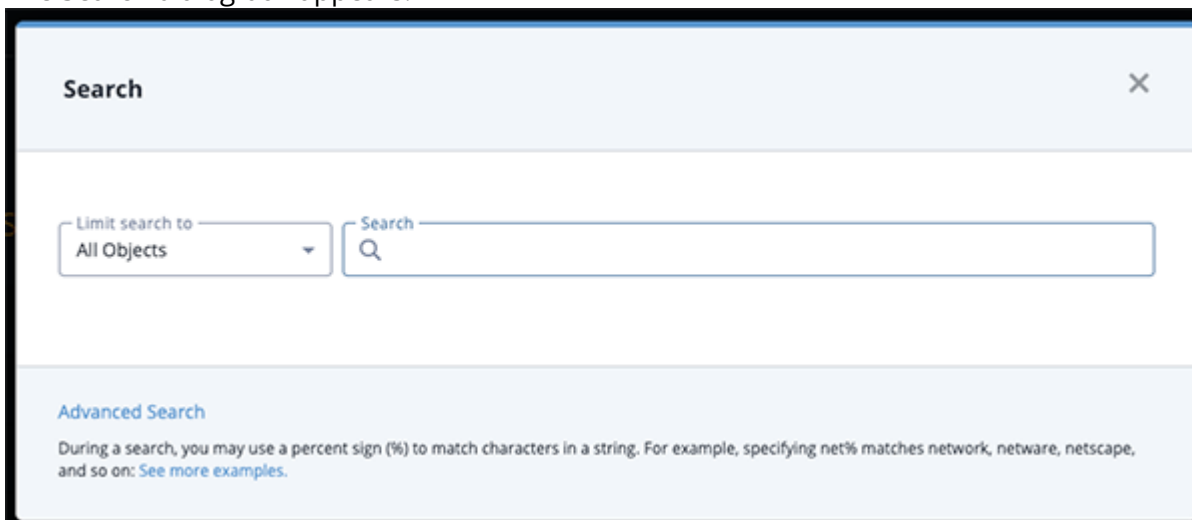 Search
Limit search to
Search
All Objects
Advanced Search
During a search, you may use a percent sign (%) to match characters in a string. For example, specifying net% matches network, netware, netscape,
and so on: See more examples.